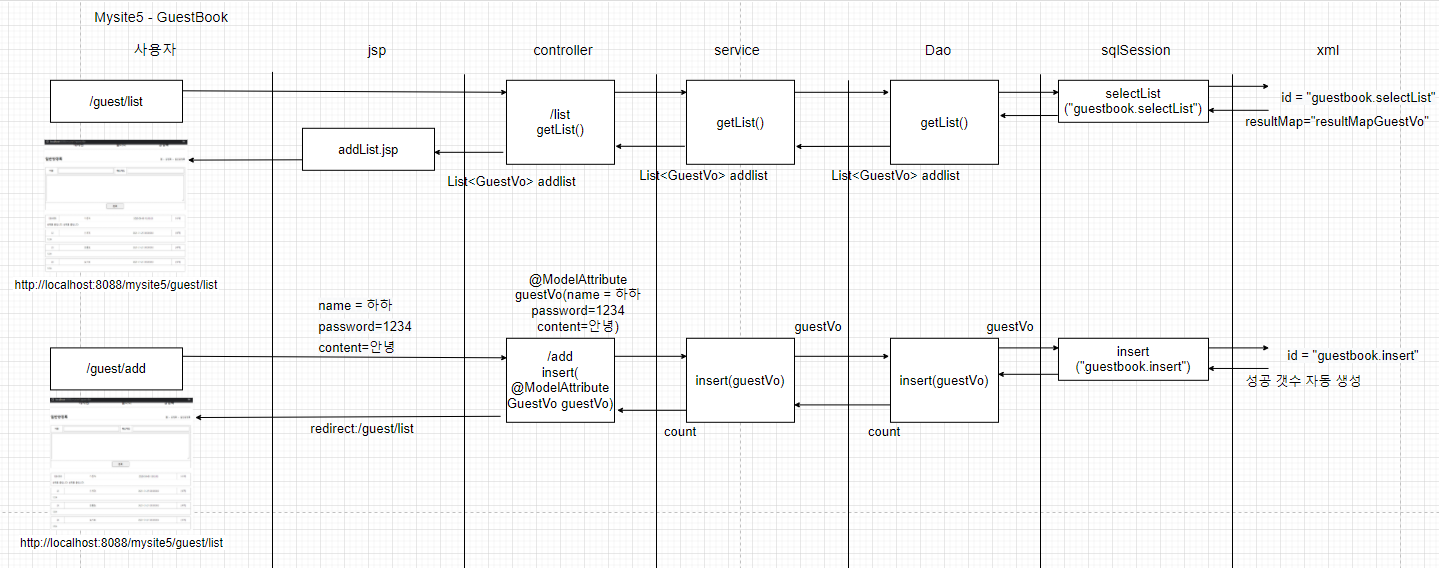 Mysite5 - GuestBook
사용자
jsp
controller
service
Dao
sqlSession
xml
/guest/list
/list
getList()
getList()
getList()
selectList
("guestbook.selectList")
id = "guestbook.selectList"
resultMap="resultMapGuestVo"
addList.jsp
List<GuestVo> addlist
List<GuestVo> addlist
List<GuestVo> addlist
http://localhost:8088/mysite5/guest/list
name = 하하
password=1234
content=안녕
@ModelAttribute
guestVo(name = 하하
password=1234
content=안녕)
guestVo
guestVo
/guest/add
/add
insert(
@ModelAttribute
GuestVo guestVo)
insert(guestVo)
insert(guestVo)
insert
("guestbook.insert")
id = "guestbook.insert"
성공 갯수 자동 생성
redirect:/guest/list
count
count
http://localhost:8088/mysite5/guest/list